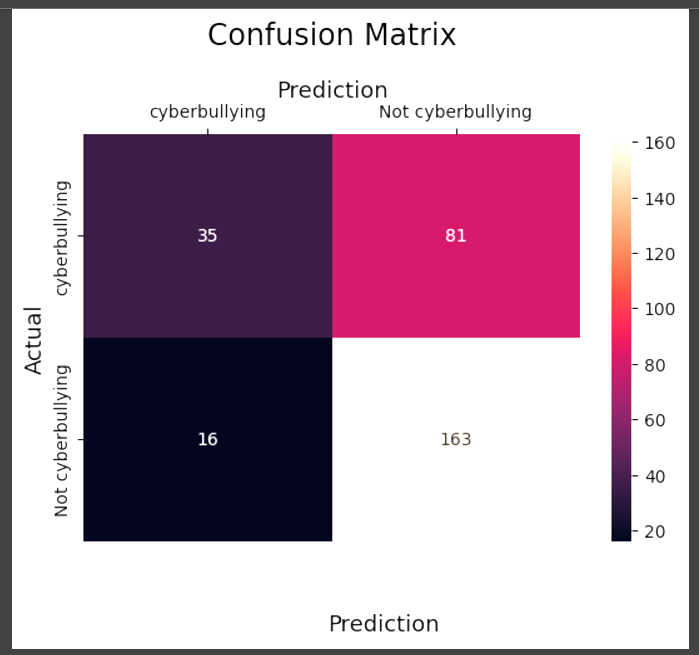 Confusion Matrix
Prediction
cyberbullying Not cyberbullying
160
140
120
100
80
60
40
20
Actual
cyberbullying
35 81
Not cyberbullying
16 163
Prediction